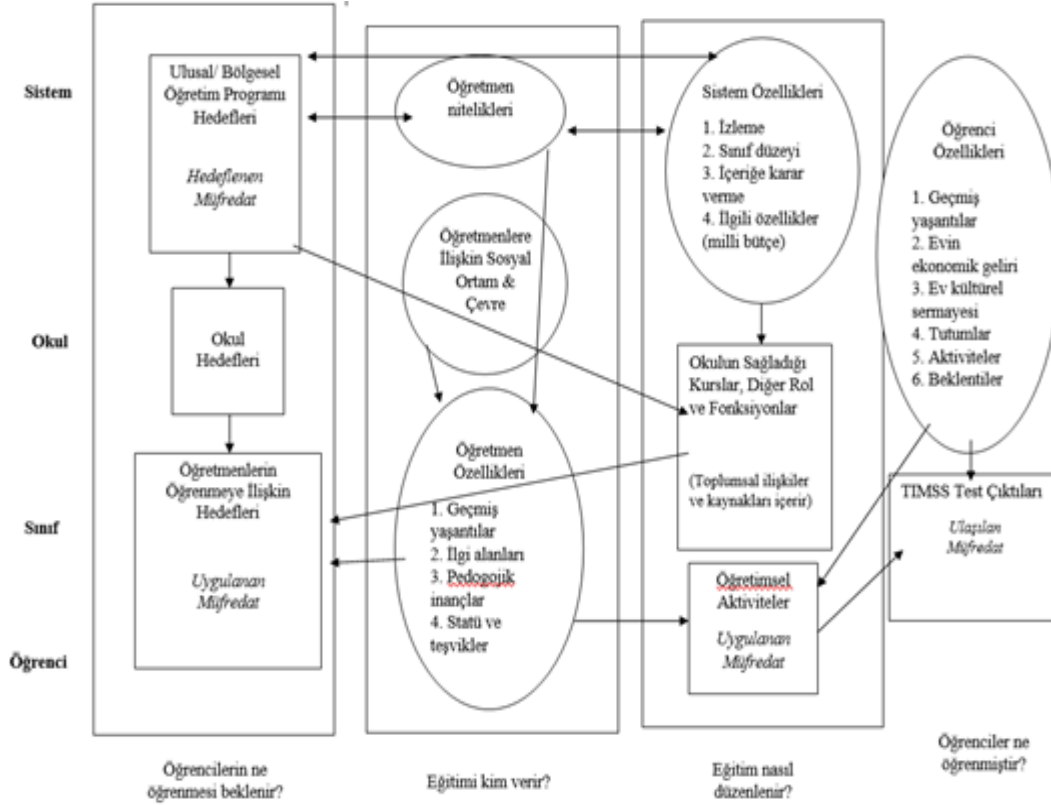 Sistem
Okul
Sınıf
Öğrenci
Ulusal/ Bölgesel
Öğretim Programı
Hedefleri
Hedeflenen
Müfredat
Okul
Hedefleri
Öğretmenlerin
Öğrenmeye İlişkin
Hedefleri
Uygulanan
Müfredat
Öğrencilerin ne
öğrenmesi beklenir?
Öğretmen
nitelikleri
Öğretmenlere
İlişkin Sosyal
Ortam &
Çevre
Öğretmen
Özellikleri
1. Geçmiş
yaşantılar
2. İlgi alanları
3. Pedogojik
inançlar
4. Statü ve
teşvikler
Eğitimi kim verir?
Sistem Özellikleri
1. İzleme
2. Sınıf düzeyi
3. İçeriğe karar
verme
4. İlgili özellikler
(milli bütçe)
Okulun Sağladığı
Kurslar, Diğer Rol
ve Fonksiyonlar
(Toplumsal ilişkiler
ve kaynakları içerir)
Öğretimsel
Aktiviteler
Uygulanan
Müfredat
Eğitim nasıl
düzenlenir?
Öğrenci
Özellikleri
1. Geçmiş
yaşantılar
2. Evin
ekonomik geliri
3. Ev kültürel
sermayesi
4. Tutumlar
5. Aktiviteler
6. Beklentiler
TIMSS Test Çıktıları
Ulaşılan
Müfredat
Öğrenciler ne
öğrenmiştir?